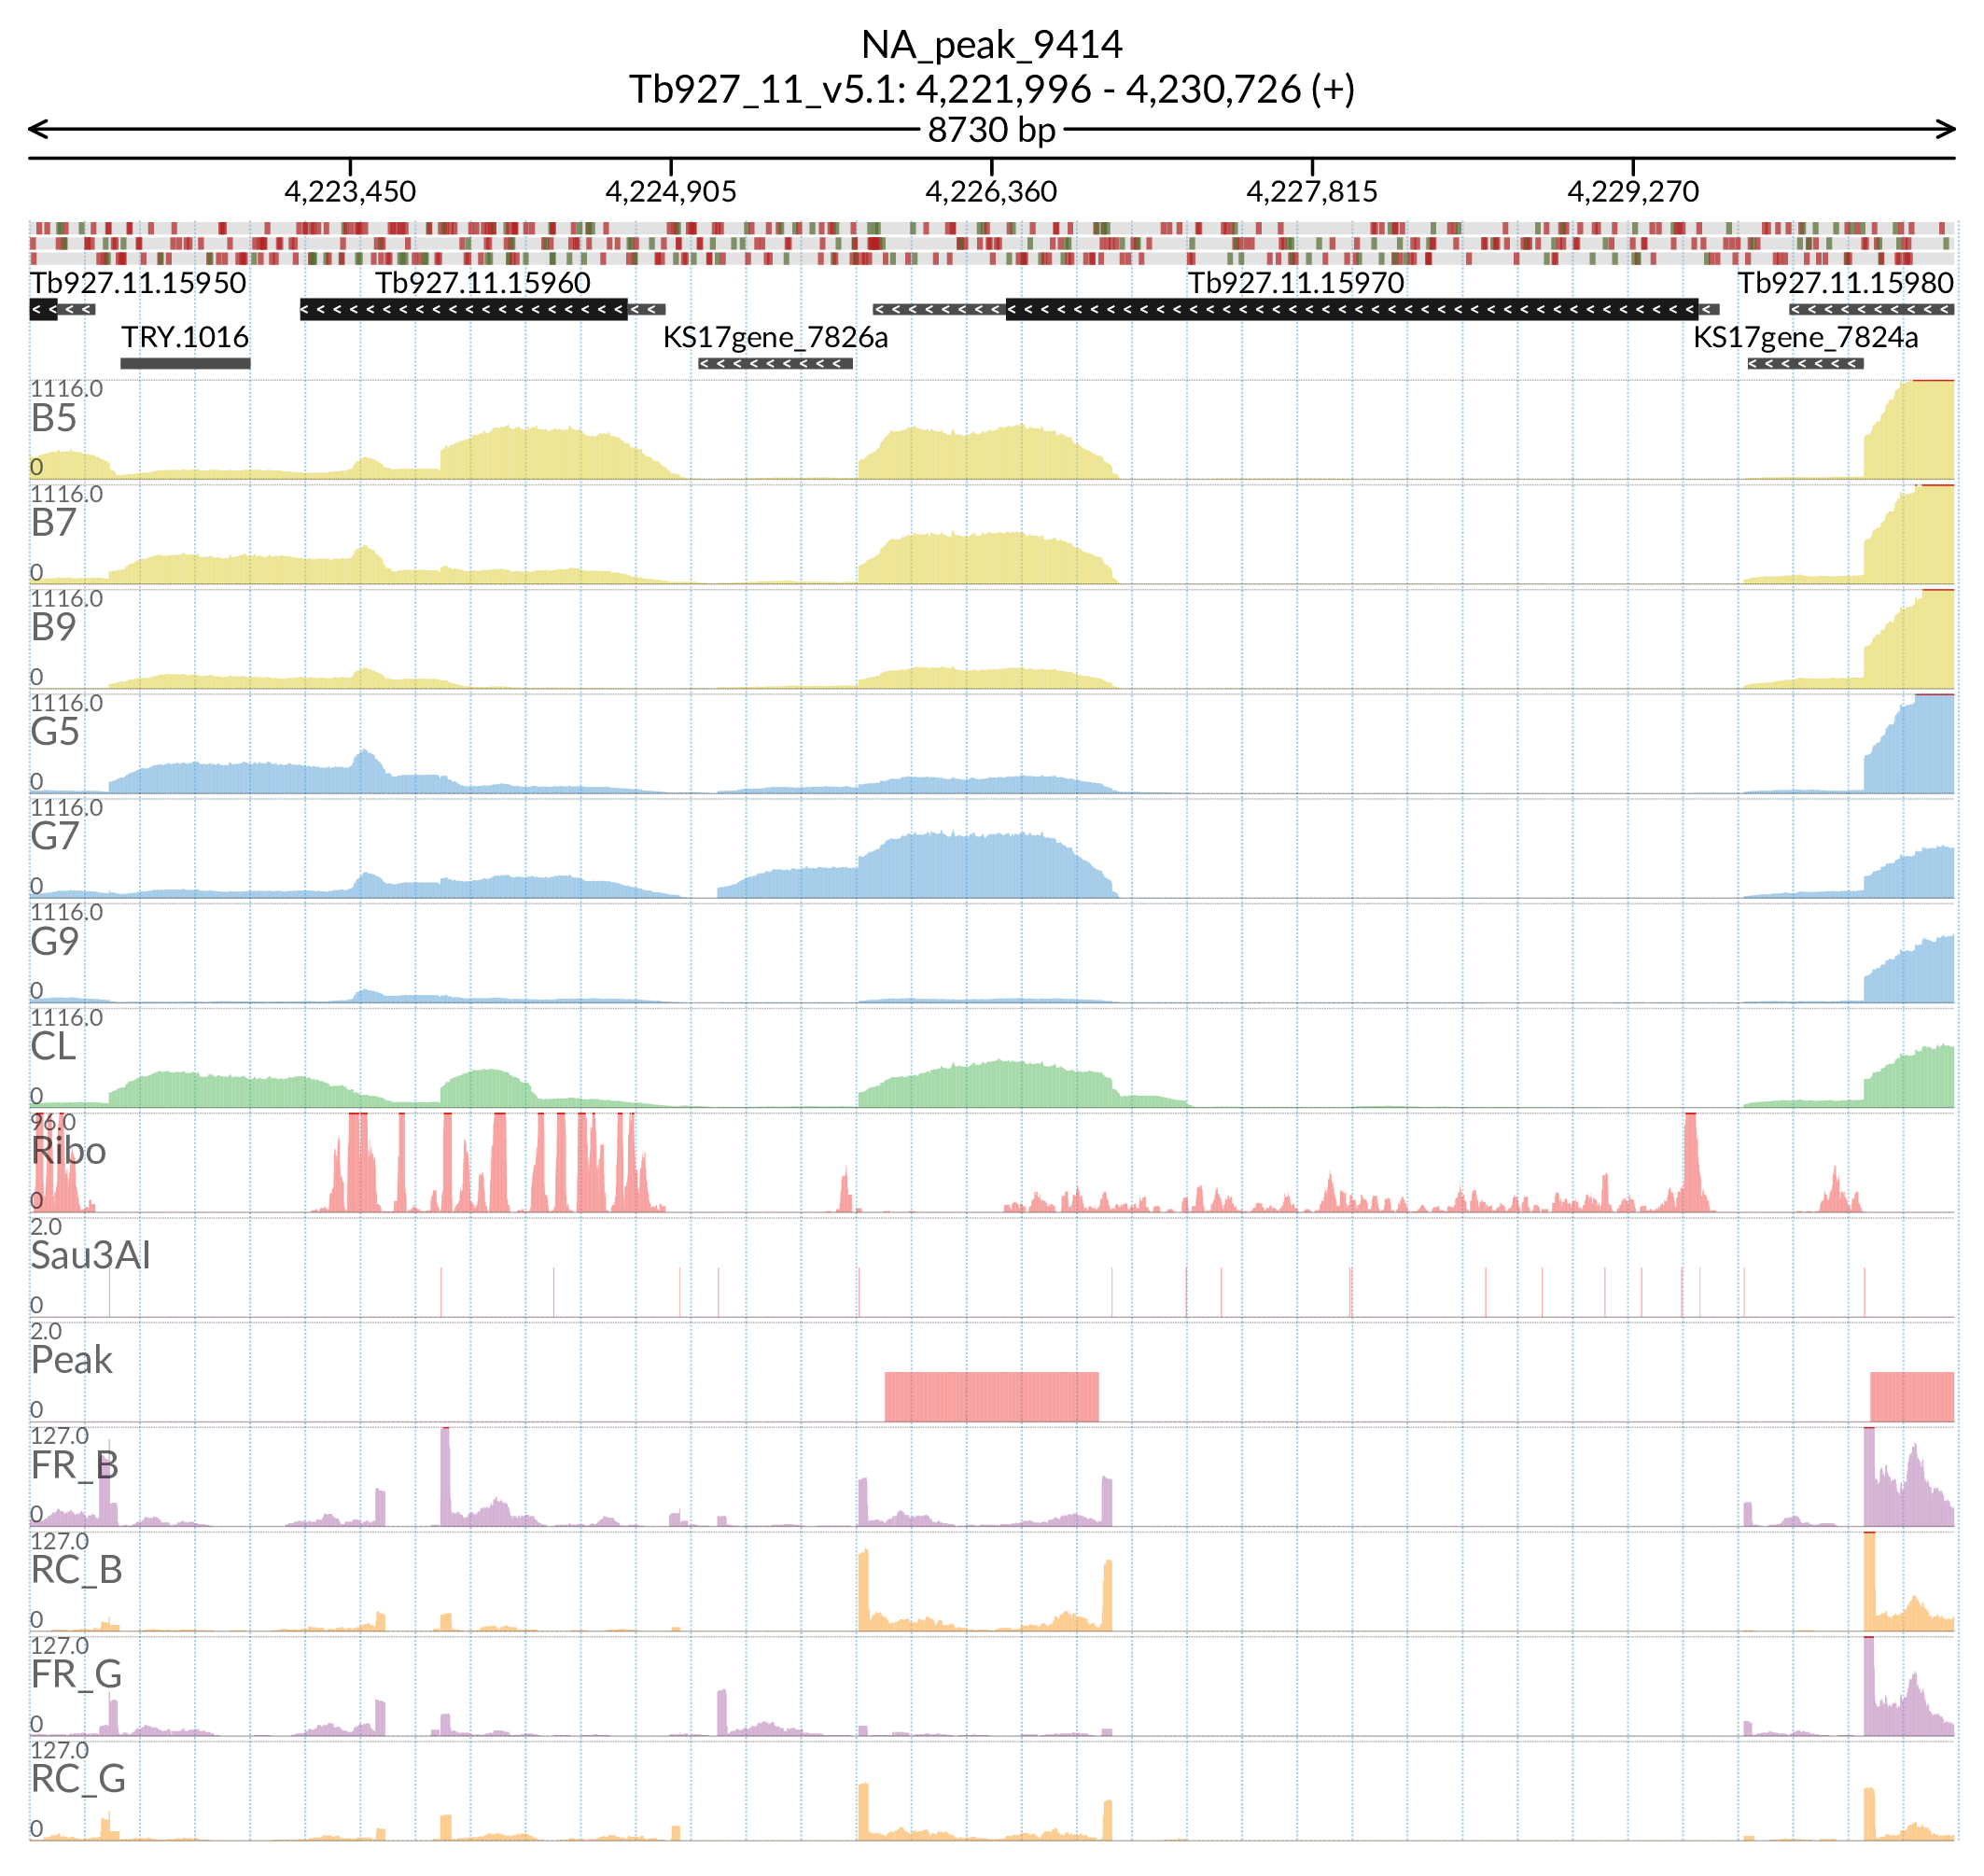 NA_peak_9414
Tb927_11_v5.1: 4,221,996 - 4,230,726 (+)
8730 bp
4,223,450 4,224,905 4,226,360 4,227,815 4,229,270
Tb927.11.15950 Tb927.11.15960 Tb927.11.15970 Tb927.11.15980
TRY.1016 KS17gene_7826a KS17gene_7824a
1116.0
B5
0
1116.0
B7
0
1116.0
B9
0
1116.0
G5
0
1116.0
G7
0
1116.0
G9
0
1116.0
CL
0
96.0
Ribo
0
2.0
Sau3AI
0
2.0
Peak
0
127.0
FR_B
0
127.0
RC_B
0
127.0
FR_G
0
127.0
RC_G
0